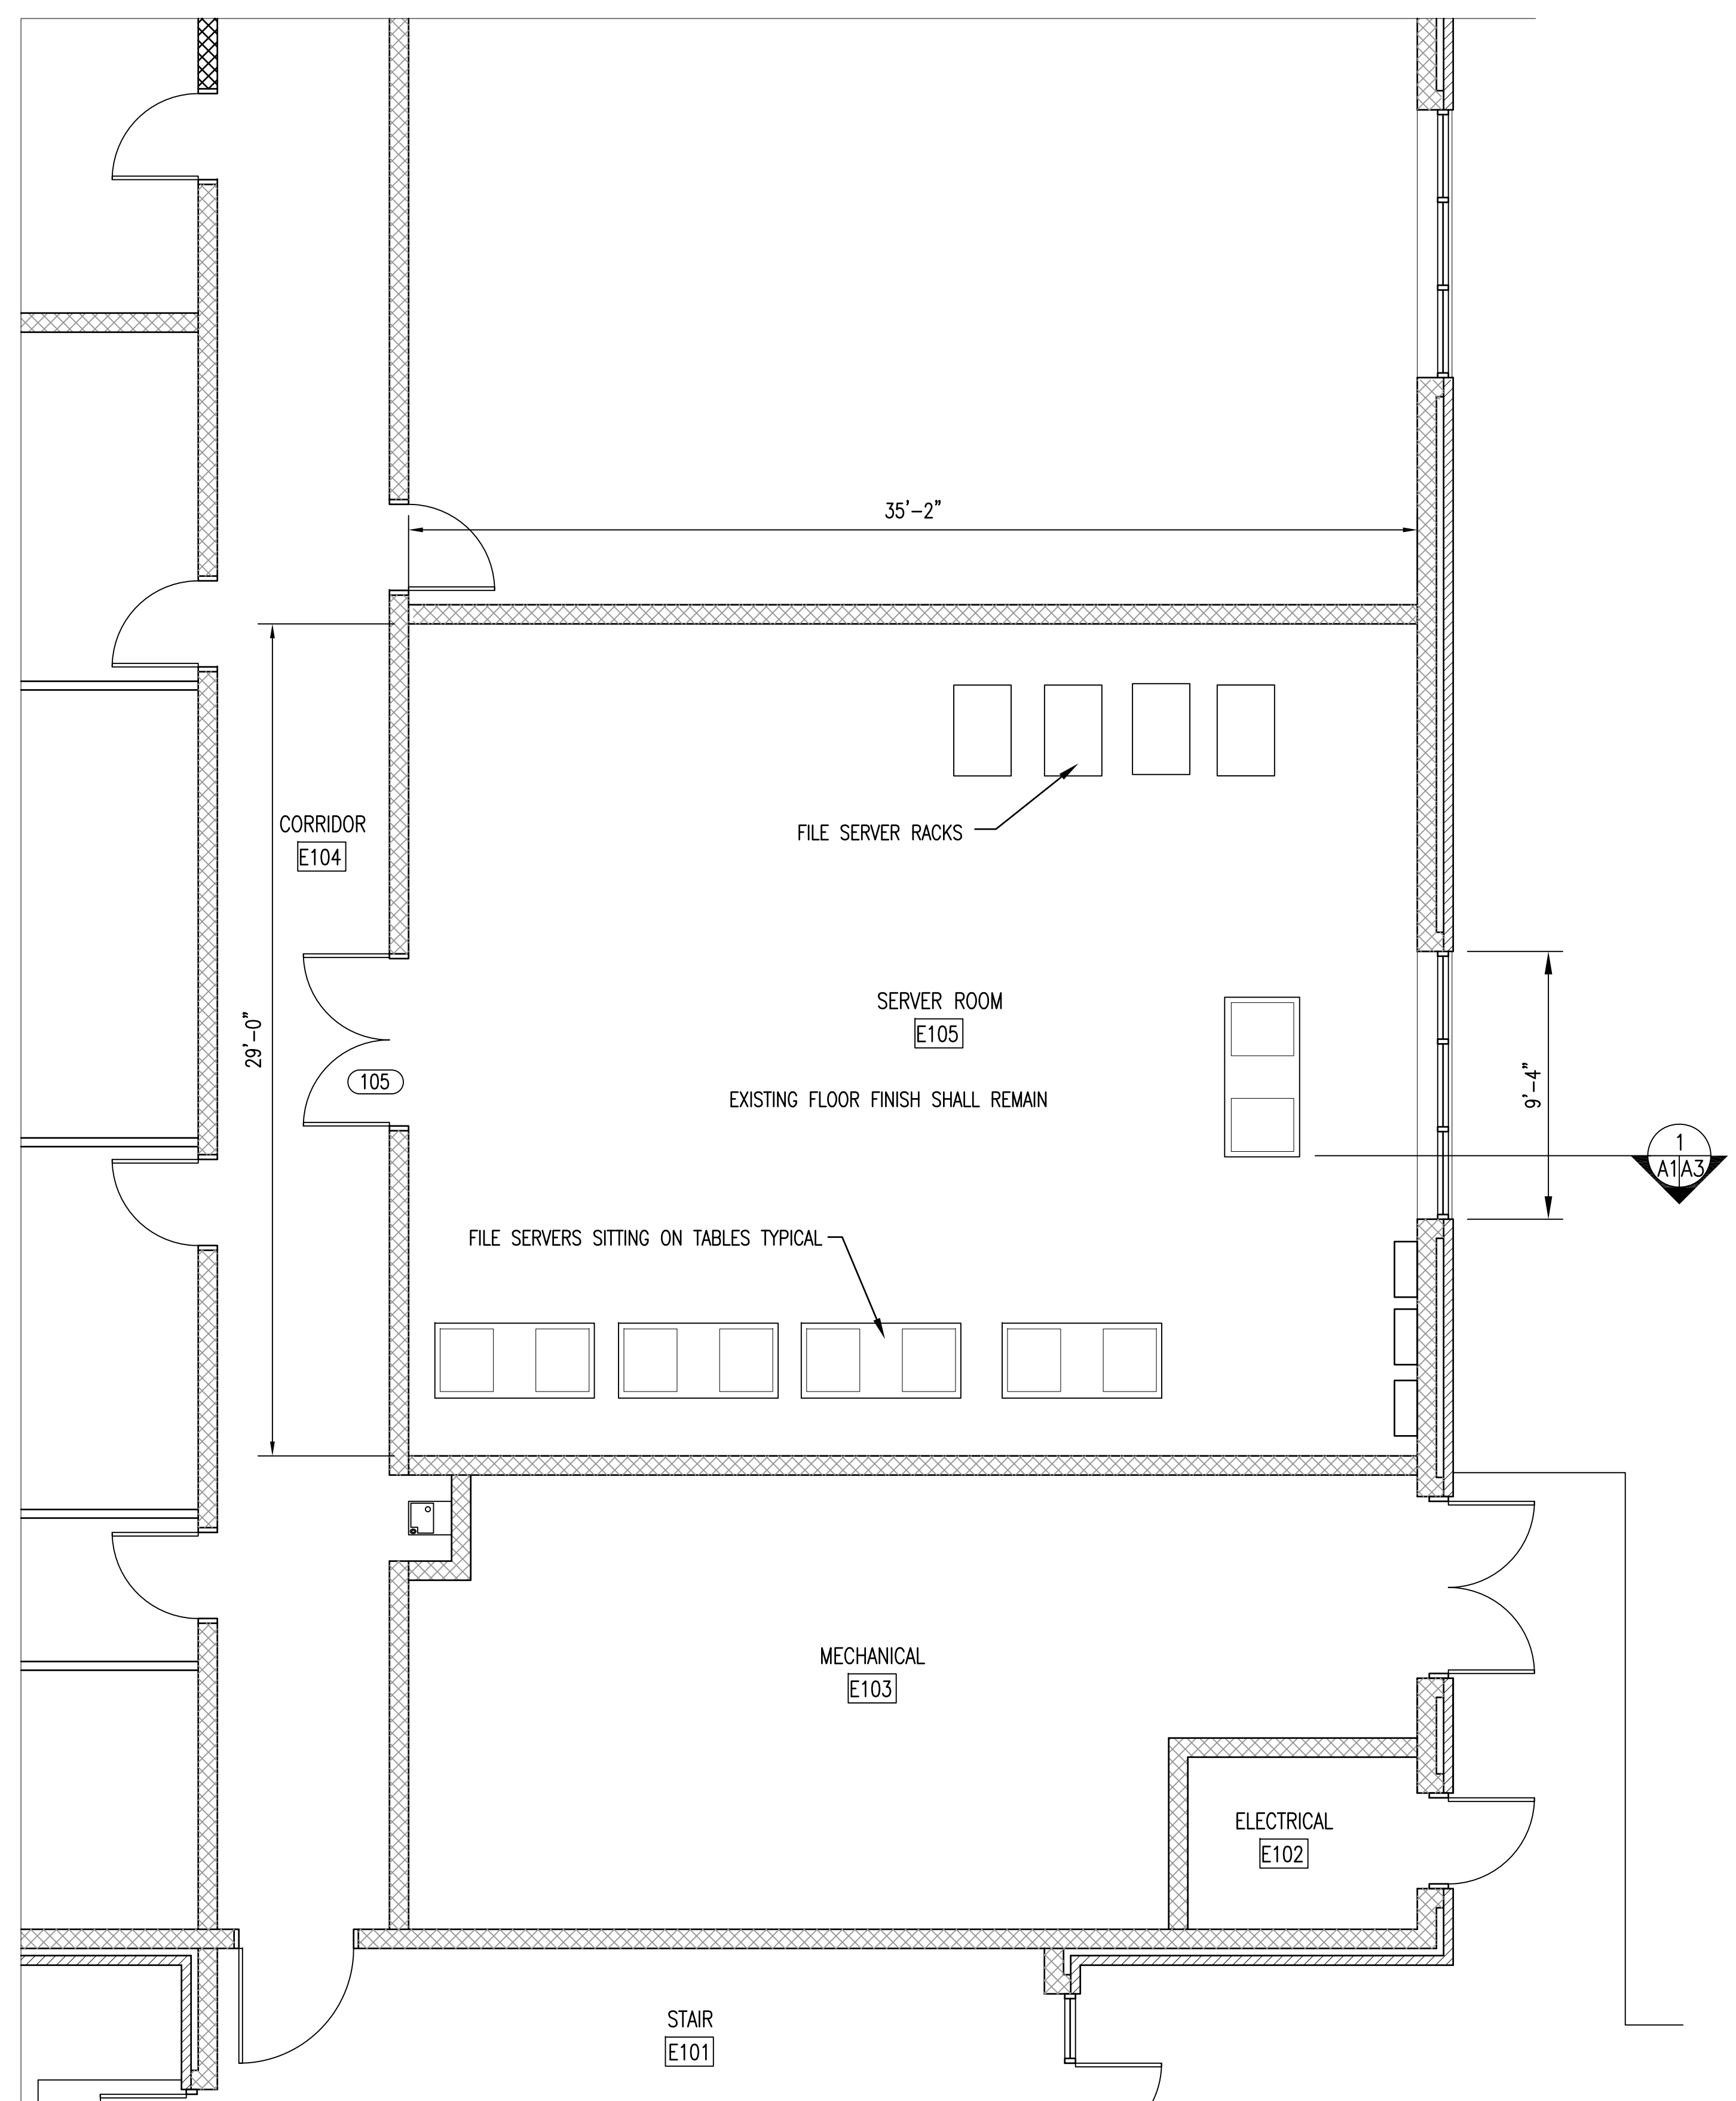 35'-2"
FILE SERVER RACKS
CORRIDOR
E104
SERVER ROOM
E105
29'-0"
105
EXISTING FLOOR FINISH SHALL REMAIN
9'-4"
1
A1 A3
FILE SERVERS SITTING ON TABLES TYPICAL
MECHANICAL
E103
ELECTRICAL
E102
STAIR
E101